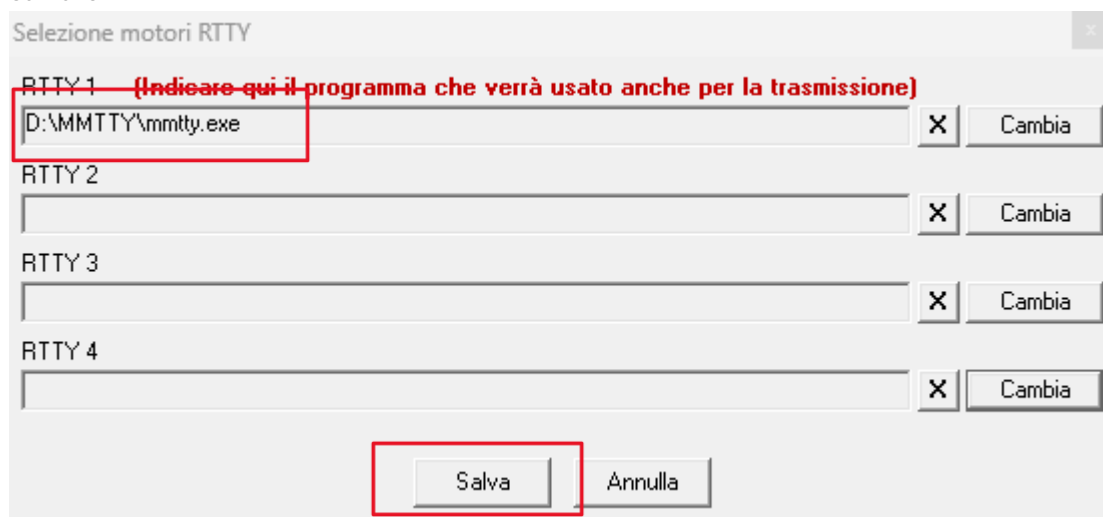 Selezione motori RTTY x
RTTY 1 (Indicare qui il programma che verrà usato anche per la trasmissione)
D:\MMTTY\mmtty.exe X Cambia
RTTY 2
X Cambia
RTTY 3
X Cambia
RTTY 4
X Cambia
Salva Annulla